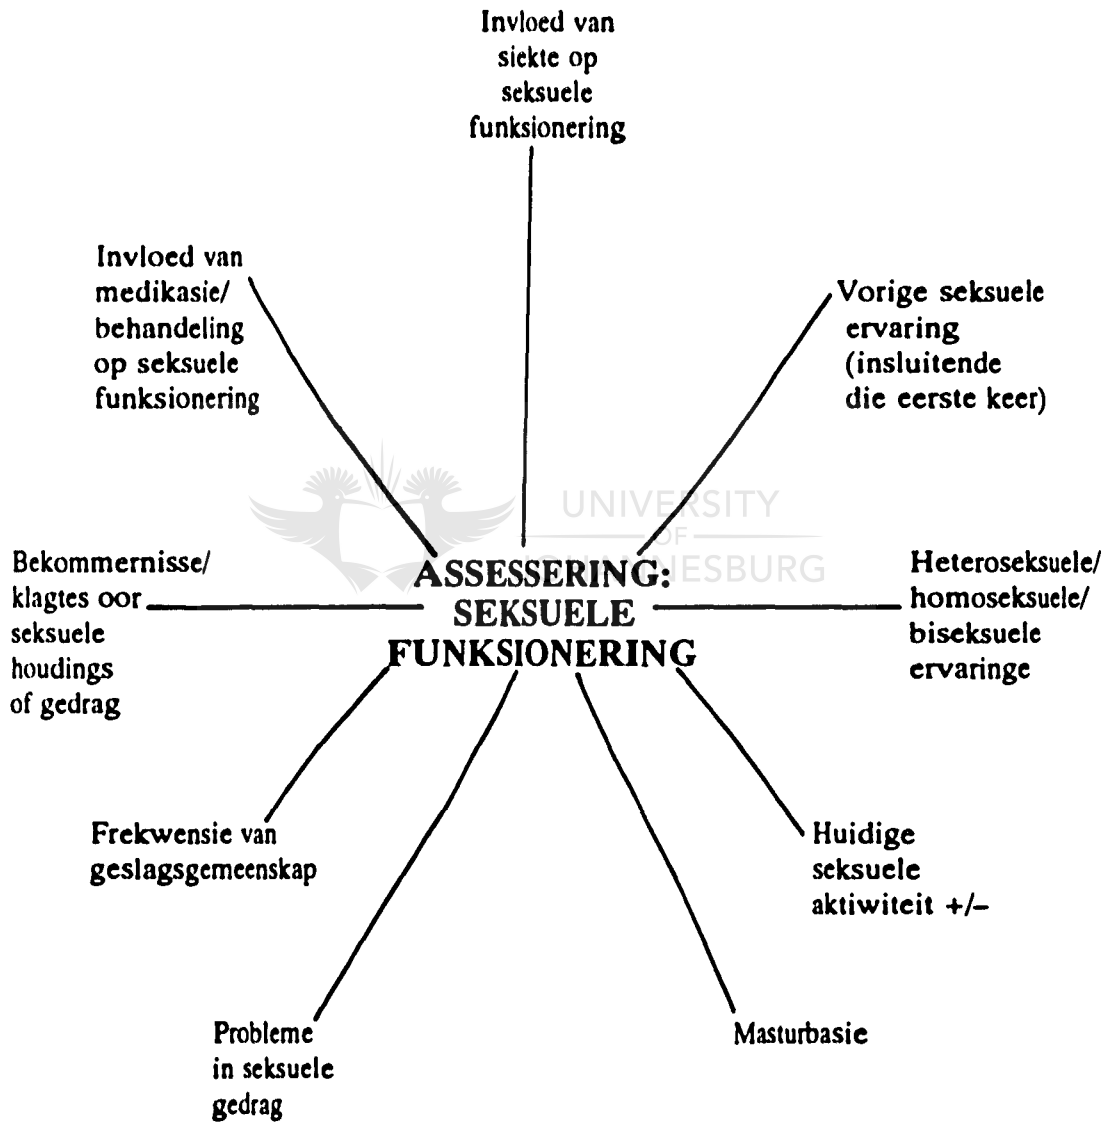 Invloed van
siekte op
seksuele
funksionering
Invloed van
medikasie/
behandeling
op seksuele
funksionering
Vorige seksuele
ervaring
(insluitende
die eerste keer)
UNIVERSITY
OF
JOHANNESBURG
Bekommernisse/
klagtes oor
seksuele
houdings
of gedrag
ASSESSERING:
SEKSUELE
FUNKSIONERING
Heteroseksuele/
homoseksuele/
biseksuele
ervaringe
Frekwensie van
geslagsgemeenskap
Huidige
seksuele
aktiwiteit +/–
Probleme
in seksuele
gedrag
Masturbasie